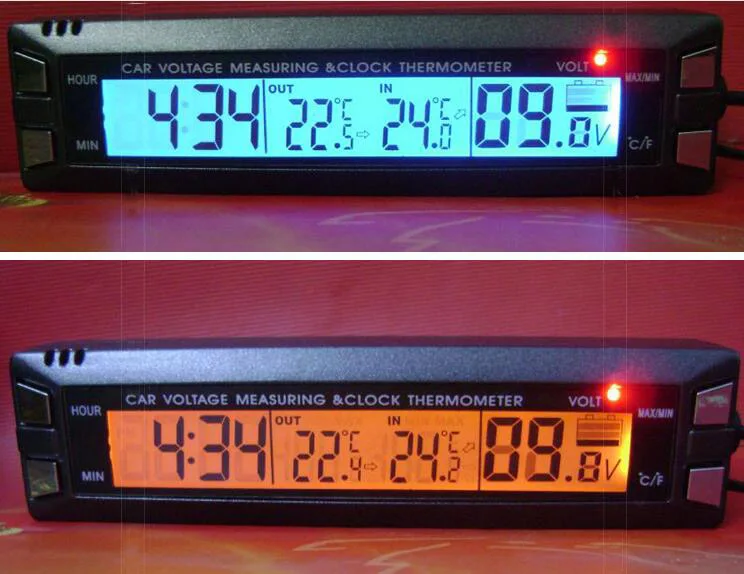 CAR VOLTAGE MEASURING &CLOCK THERMOMETER VOLT
HOUR MAX/MIN
OUT IN
4:34 22.5°C 24.0°C 09.8V
MIN °C/F
CAR VOLTAGE MEASURING &CLOCK THERMOMETER VOLT
HOUR MAX/MIN
OUT IN
4:34 22.4°C 24.2°C 09.8V
MIN °C/F